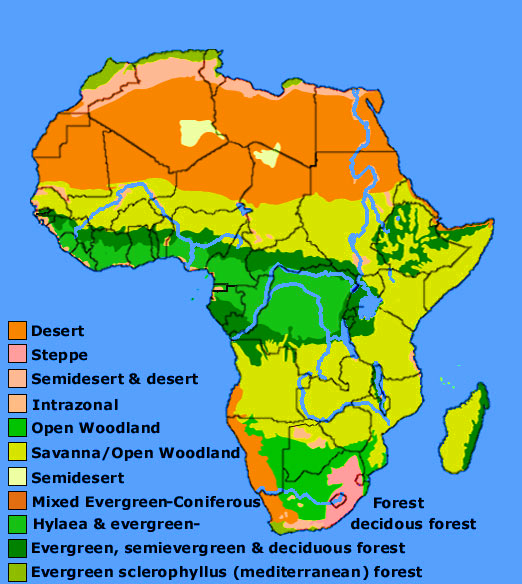 Desert
Steppe
Semidesert & desert
Intrazonal
Open Woodland
Savanna/Open Woodland
Semidesert
Mixed Evergreen-Coniferous Forest
Hylaea & evergreen- decidous forest
Evergreen, semievergreen & deciduous forest
Evergreen sclerophyllus (mediterranean) forest